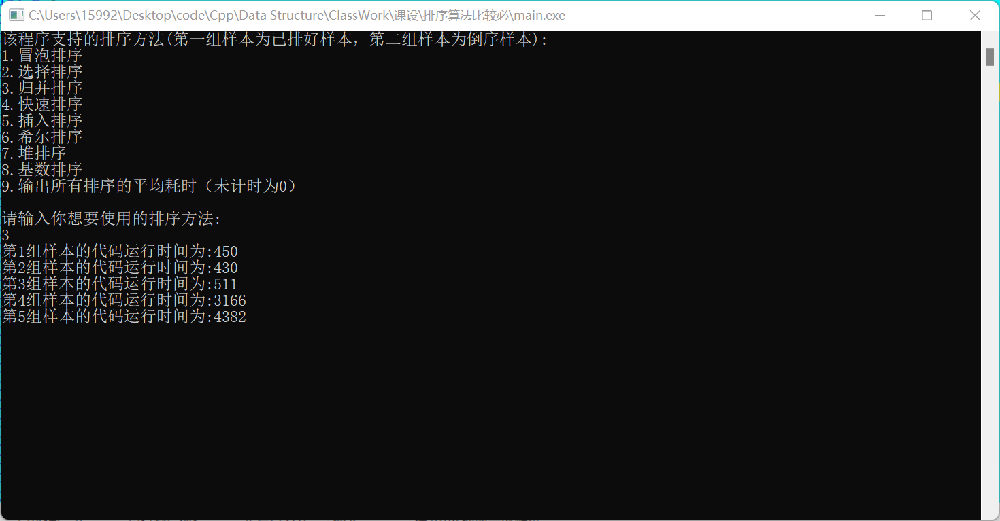 C:\Users\15992\Desktop\code\Cpp\Data Structure\ClassWork\课设\排序算法比较必\main.exe
该程序支持的排序方法(第一组样本为已排好样本，第二组样本为倒序样本):
1.冒泡排序
2.选择排序
3.归并排序
4.快速排序
5.插入排序
6.希尔排序
7.堆排序
8.基数排序
9.输出所有排序的平均耗时（未计时为0）
--------------------
请输入你想要使用的排序方法:
3
第1组样本的代码运行时间为:450
第2组样本的代码运行时间为:430
第3组样本的代码运行时间为:511
第4组样本的代码运行时间为:3166
第5组样本的代码运行时间为:4382